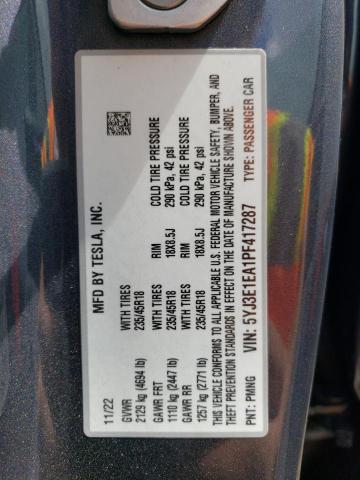 MFD BY TESLA, INC.
11/22
GVWR WITH TIRES RIM COLD TIRE PRESSURE
2129 kg (4694 lb) 235/45R18 18X8.5J 290 kPa, 42 psi
GAWR FRT WITH TIRES RIM COLD TIRE PRESSURE
1110 kg (2447 lb) 235/45R18 18X8.5J 290 kPa, 42 psi
GAWR RR
1257 kg (2771 lb)
THIS VEHICLE CONFORMS TO ALL APPLICABLE U.S. FEDERAL MOTOR VEHICLE SAFETY, BUMPER, AND
THEFT PREVENTION STANDARDS IN EFFECT ON THE DATE OF MANUFACTURE SHOWN ABOVE.
VIN: 5YJ3E1EA1PF417287
PNT: PMNG TYPE: PASSENGER CAR